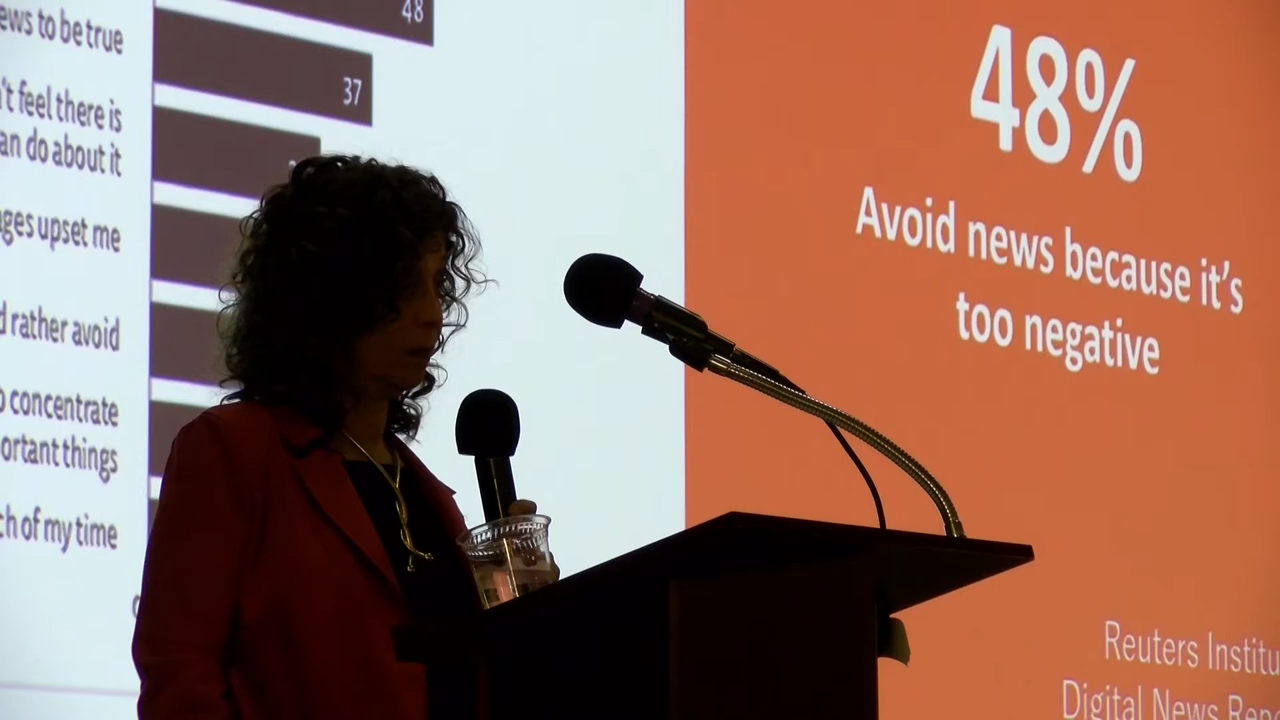 48
ews to be true
37
't feel there is
an do about it
ges upset me
d rather avoid
o concentrate
ortant things
ch of my time
48%
Avoid news because it's
too negative
Reuters Institu
Digital News Repo